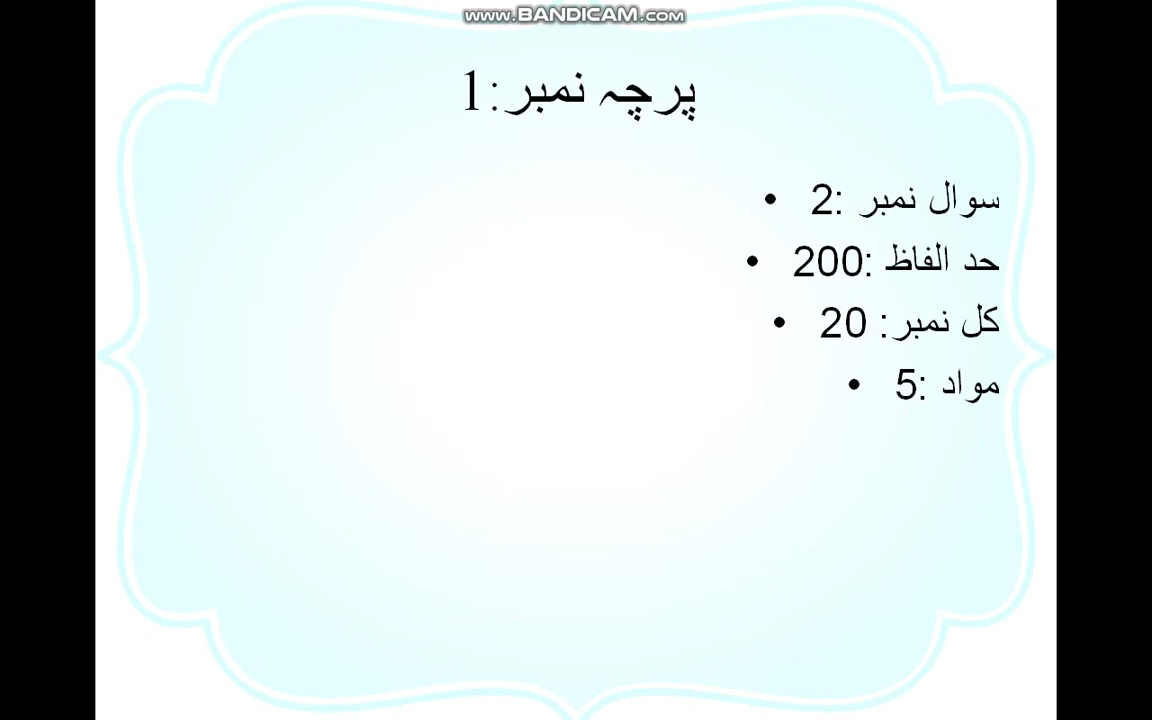 www.BANDICAM.com
پرچہ نمبر:1
سوال نمبر :2
حد الفاظ :200
کل نمبر: 20
مواد :5